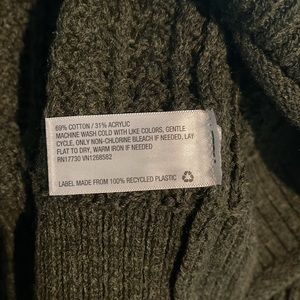 69% COTTON / 31% ACRYLIC
MACHINE WASH COLD WITH LIKE COLORS, GENTLE
CYCLE, ONLY NON-CHLORINE BLEACH IF NEEDED, LAY
FLAT TO DRY, WARM IRON IF NEEDED
RN17730 VN1268582
LABEL MADE FROM 100% RECYCLED PLASTIC